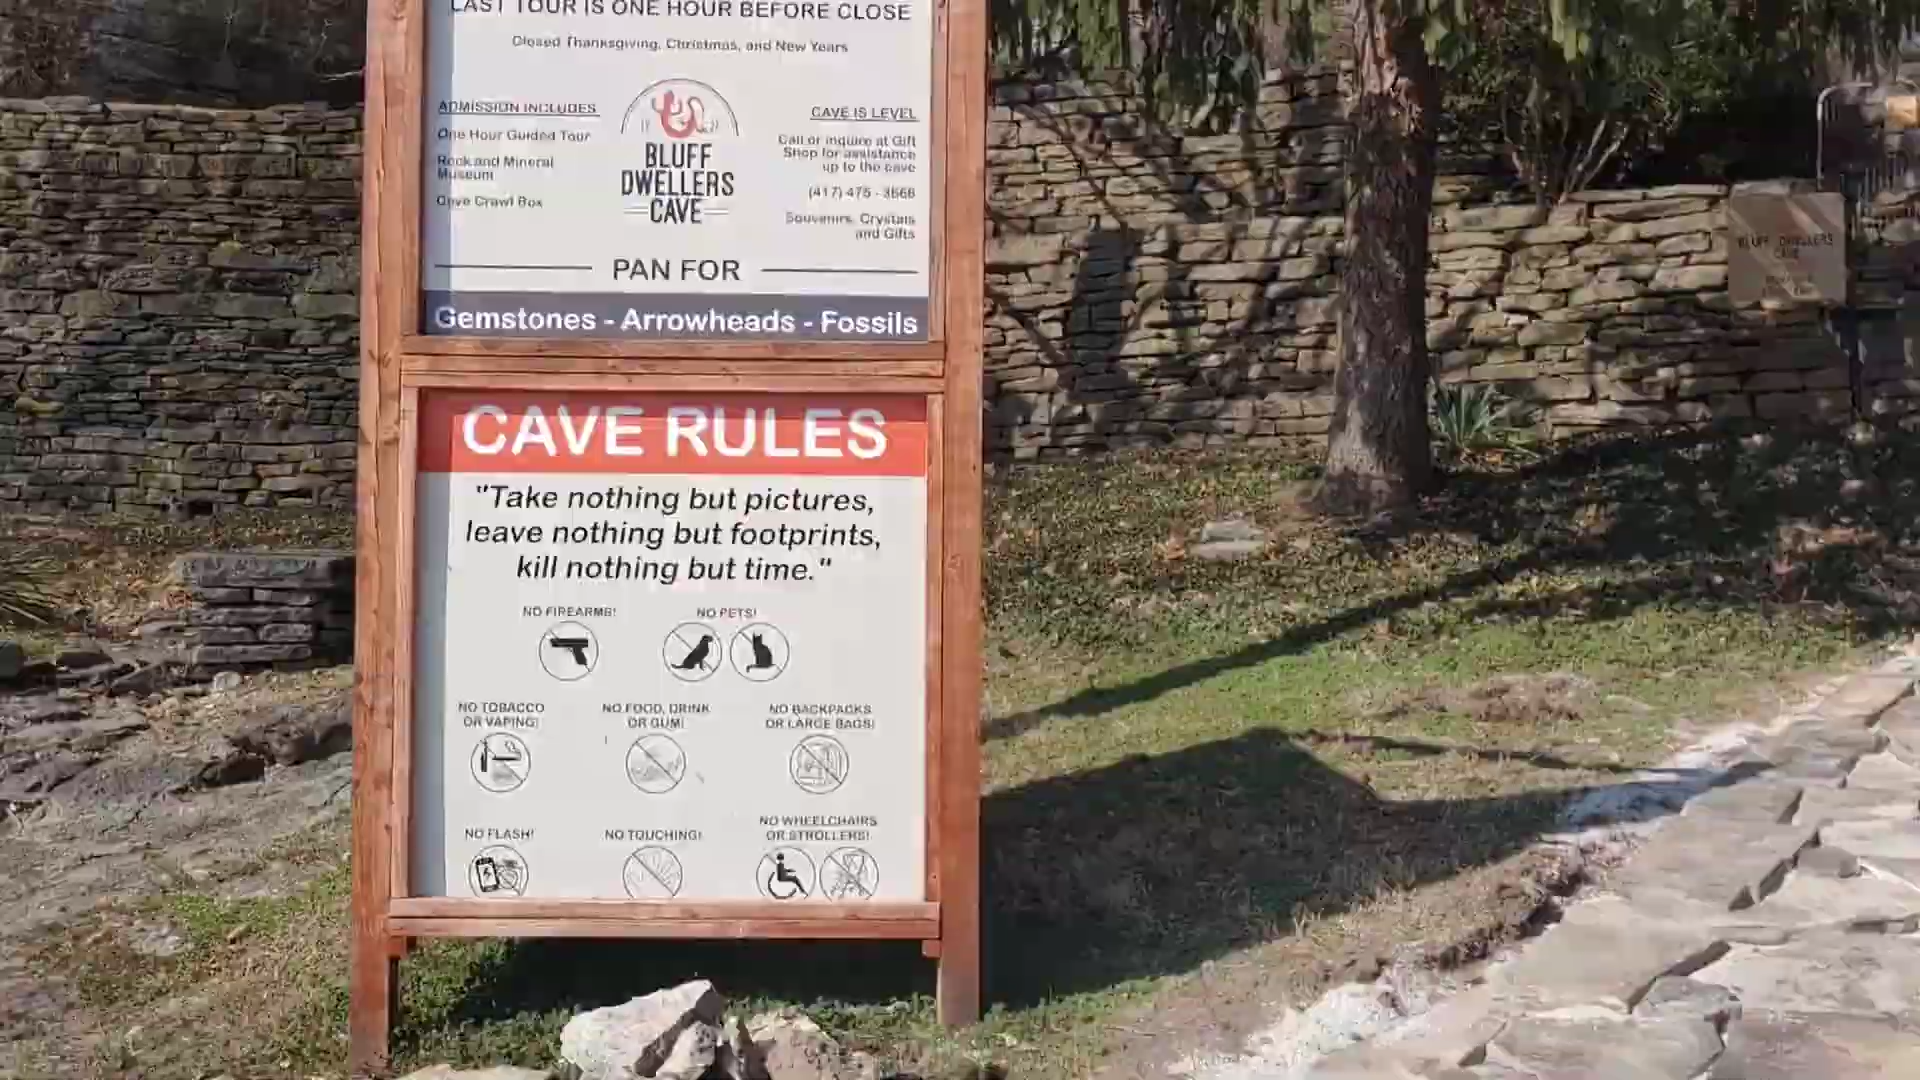 LAST TOUR IS ONE HOUR BEFORE CLOSE
Closed Thanksgiving, Christmas, and New Years
ADMISSION INCLUDES
One Hour Guided Tour
Rock and Mineral
Museum
Cave Crawl Box
BLUFF
DWELLERS
CAVE
CAVE IS LEVEL
Call or inquire at Gift
Shop for assistance
up to the cave
(417) 475 - 3666
Souvenirs, Crystals
and Gifts
PAN FOR
Gemstones - Arrowheads - Fossils
CAVE RULES
"Take nothing but pictures,
leave nothing but footprints,
kill nothing but time."
NO FIREARMS!
NO PETS!
NO TOBACCO
OR VAPING!
NO FOOD, DRINK
OR GUM!
NO BACKPACKS
OR LARGE BAGS!
NO FLASH!
NO TOUCHING!
NO WHEELCHAIRS
OR STROLLERS!
BLUFF DWELLERS
CAVE